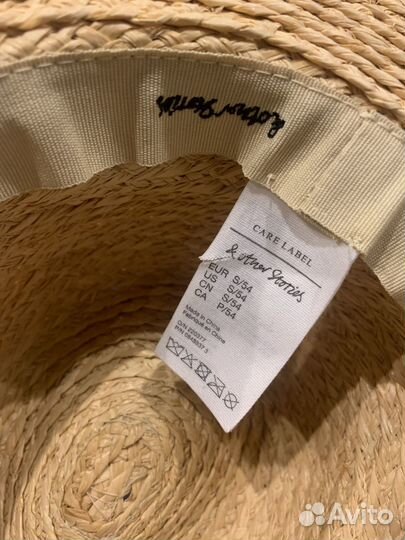 & other Stories
CARE LABEL
& other Stories
EUR S/54
US S/54
CN S/54
CA P/54
Made in China
Fabriqué en Chine
O/N 220377
Avito